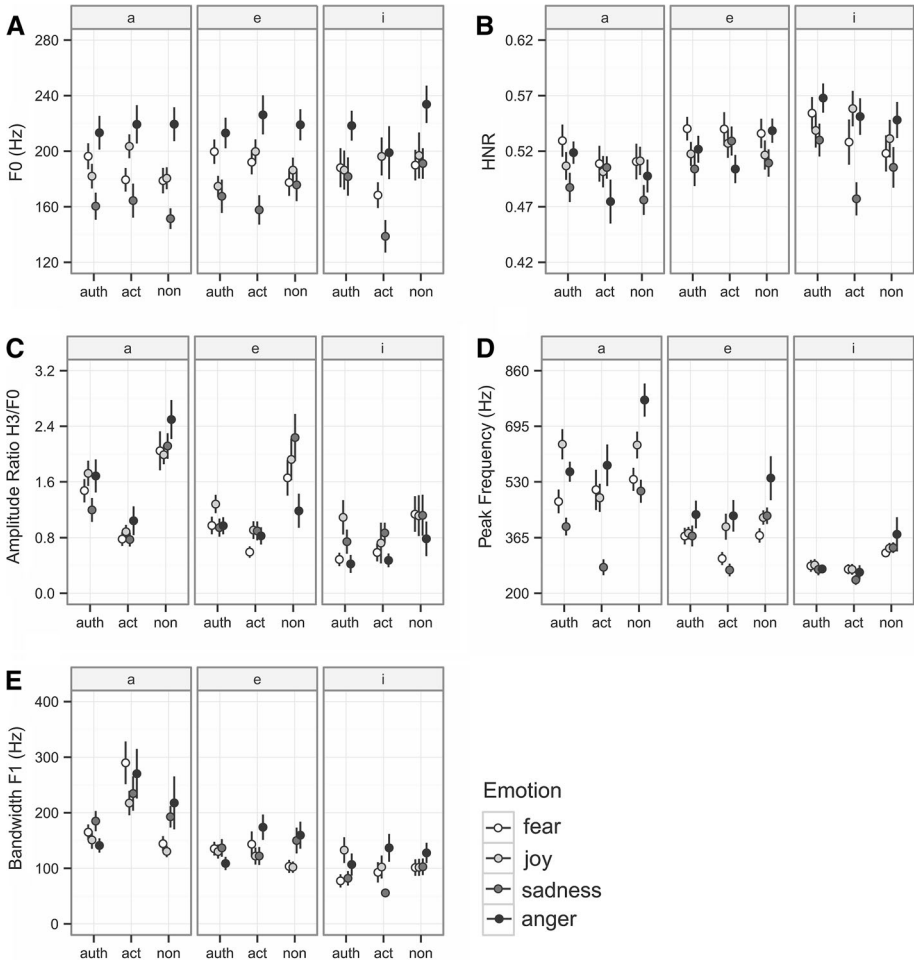 A
a e i
F0 (Hz)
280
240
200
160
120
auth act non auth act non auth act non
B
a e i
HNR
0.62
0.57
0.52
0.47
0.42
auth act non auth act non auth act non
C
a e i
Amplitude Ratio H3/F0
3.2
2.4
1.6
0.8
0.0
auth act non auth act non auth act non
D
a e i
Peak Frequency (Hz)
860
695
530
365
200
auth act non auth act non auth act non
E
a e i
Bandwidth F1 (Hz)
400
300
200
100
0
auth act non auth act non auth act non
Emotion
fear
joy
sadness
anger